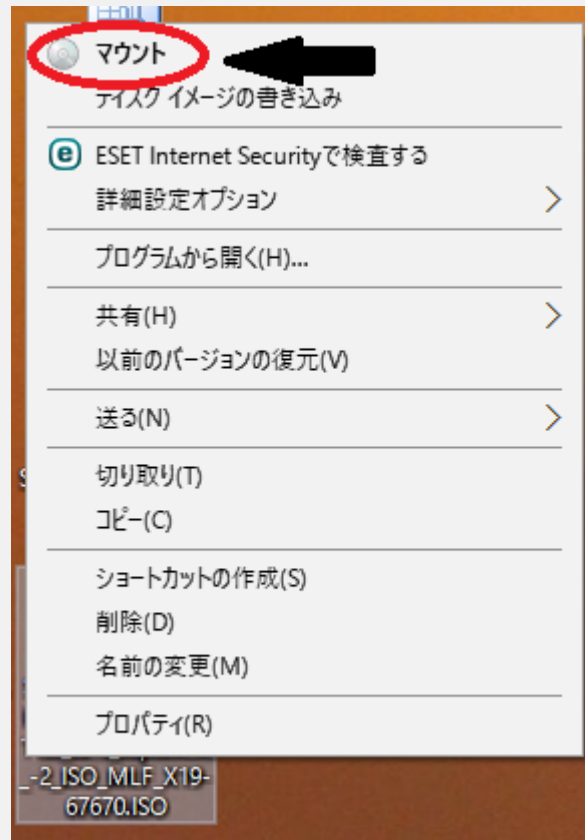 マウント
ディスク イメージの書き込み
ESET Internet Securityで検査する
詳細設定オプション
プログラムから開く(H)...
共有(H)
以前のバージョンの復元(V)
送る(N)
切り取り(T)
コピー(C)
ショートカットの作成(S)
削除(D)
名前の変更(M)
プロパティ(R)
_-2_ISO_MLF_X19-
67670.ISO